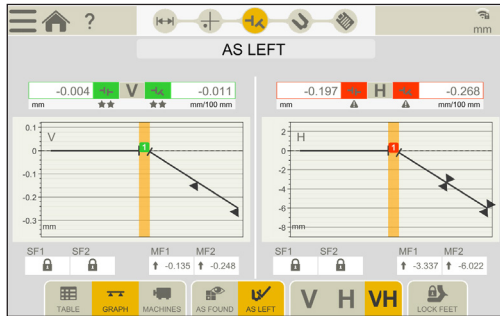 ?
mm
AS LEFT
-0.004 V -0.011
mm mm/100 mm
-0.197 H -0.268
mm mm/100 mm
0.1
V
0
1
-0.1
-0.2
-0.3
mm
2
H
0
1
-2
-4
-6
-8
mm
SF1 SF2 MF1 MF2
-0.135 -0.248
SF1 SF2 MF1 MF2
-3.337 -6.022
TABLE GRAPH MACHINES AS FOUND AS LEFT V H VH LOCK FEET